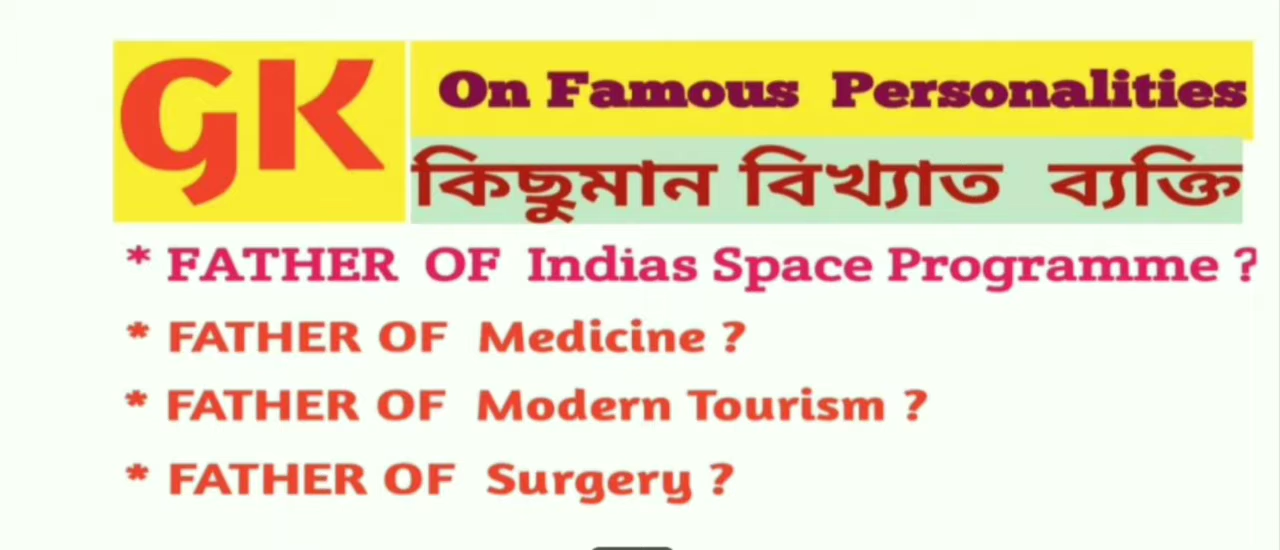 GK
On Famous Personalities
কিছুমান বিখ্যাত ব্যক্তি
* FATHER OF Indias Space Programme ?
* FATHER OF Medicine ?
* FATHER OF Modern Tourism ?
* FATHER OF Surgery ?